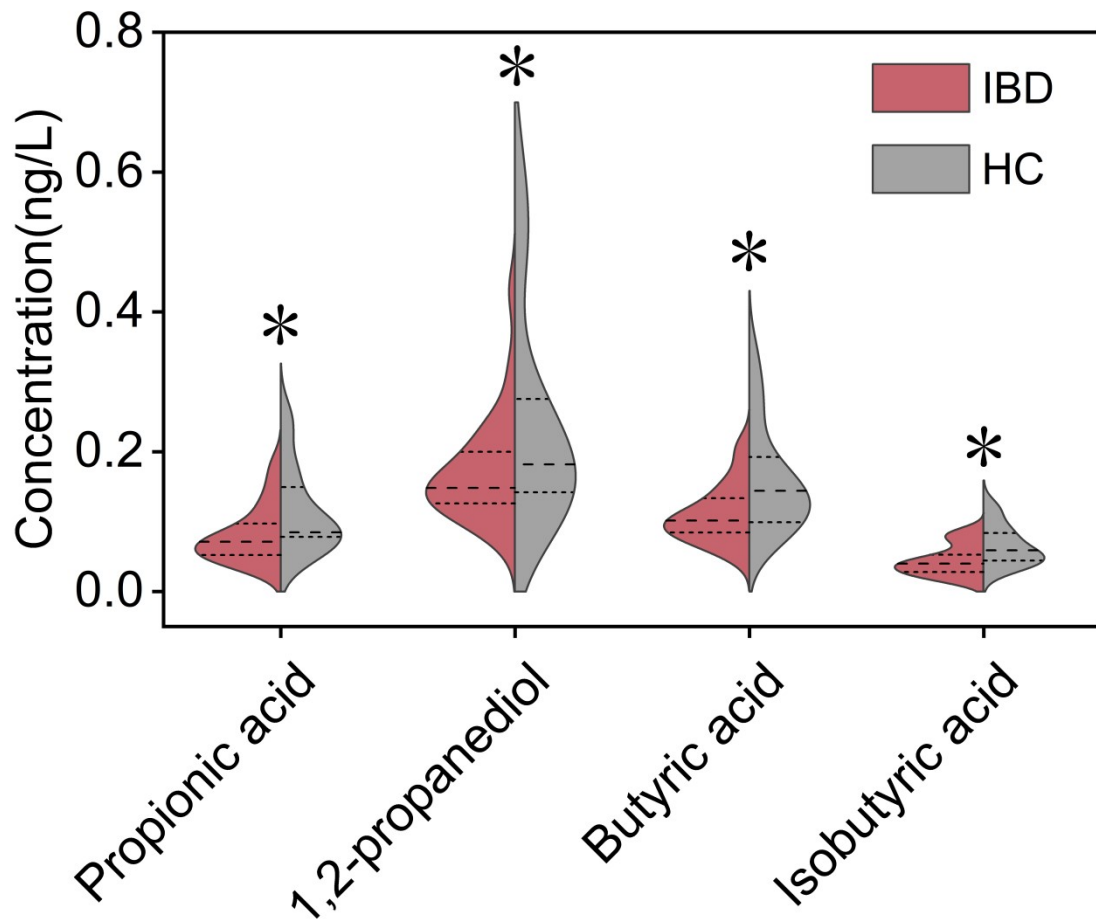 0.8
0.6
0.4
0.2
0.0
Concentration(ng/L)
*
*
*
*
IBD
HC
Propionic acid
1,2-propanediol
Butyric acid
Isobutyric acid